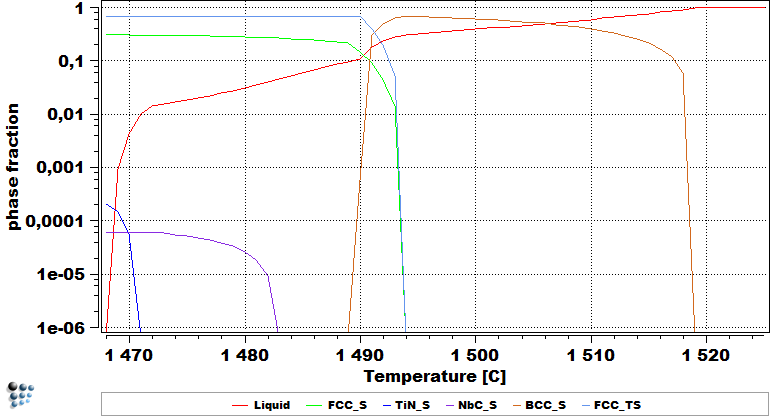 1
0,1
0,01
0,001
0,0001
1e-05
1e-06
phase fraction
1 470 1 480 1 490 1 500 1 510 1 520
Temperature [C]
Liquid FCC_S TiN_S NbC_S BCC_S FCC_TS